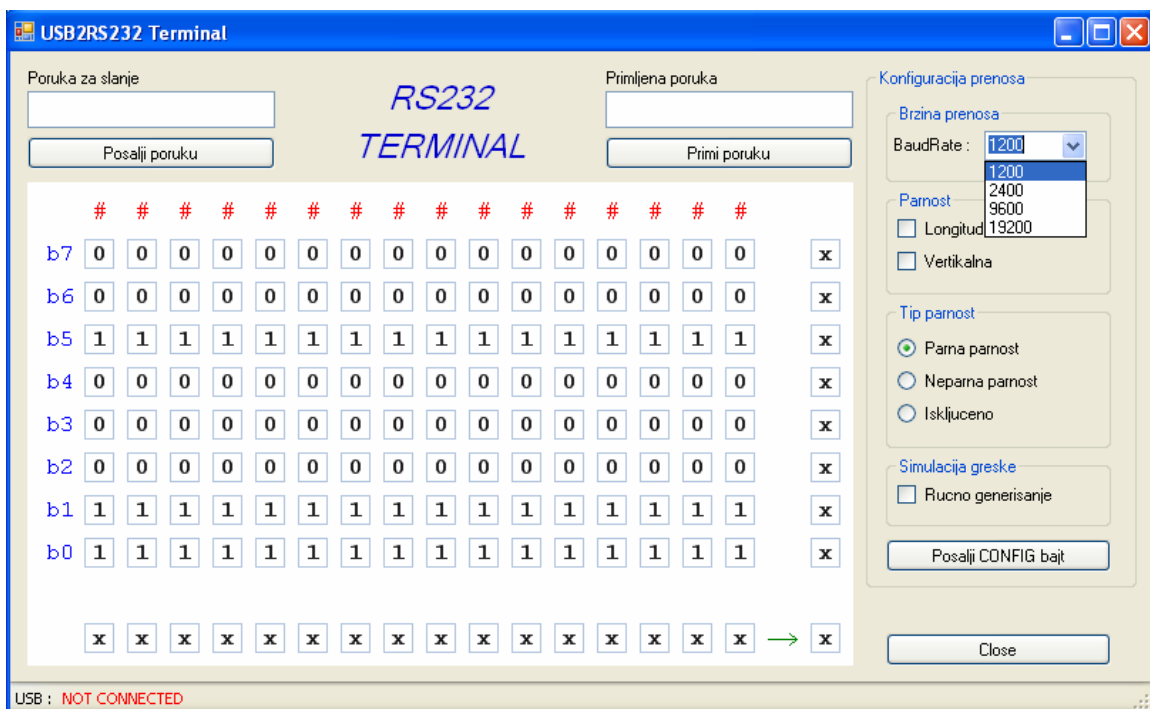 USB2RS232 Terminal
Poruka za slanje
Posalji poruku
RS232
TERMINAL
Primljena poruka
Primi poruku
# # # # # # # # # # # # # # # #
b7 0 0 0 0 0 0 0 0 0 0 0 0 0 0 0 0 x
b6 0 0 0 0 0 0 0 0 0 0 0 0 0 0 0 0 x
b5 1 1 1 1 1 1 1 1 1 1 1 1 1 1 1 1 x
b4 0 0 0 0 0 0 0 0 0 0 0 0 0 0 0 0 x
b3 0 0 0 0 0 0 0 0 0 0 0 0 0 0 0 0 x
b2 0 0 0 0 0 0 0 0 0 0 0 0 0 0 0 0 x
b1 1 1 1 1 1 1 1 1 1 1 1 1 1 1 1 1 x
b0 1 1 1 1 1 1 1 1 1 1 1 1 1 1 1 1 x
x x x x x x x x x x x x x x x x → x
Konfiguracija prenosa
Brzina prenosa
BaudRate : 1200
1200
2400
9600
19200
Parnost
Longitud
Vertikalna
Tip parnost
Parna parnost
Neparna parnost
Iskljuceno
Simulacija greske
Rucno generisanje
Posalji CONFIG bajt
Close
USB : NOT CONNECTED